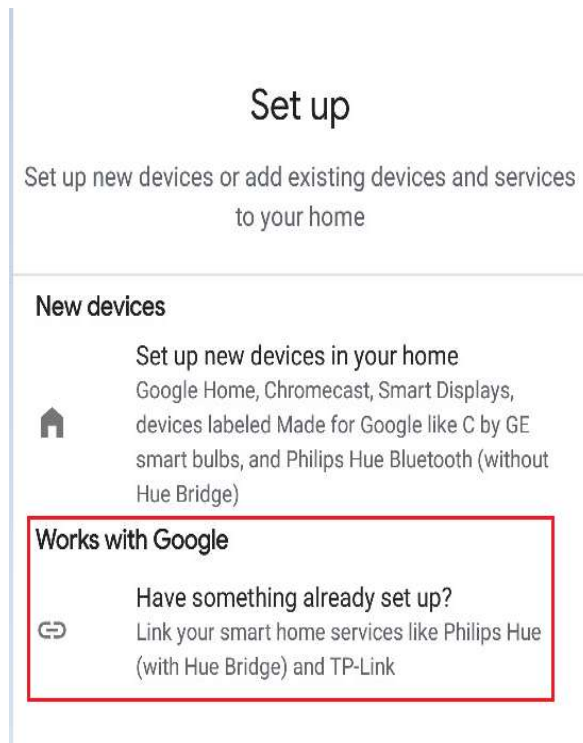 Set up
Set up new devices or add existing devices and services
to your home
New devices
Set up new devices in your home
Google Home, Chromecast, Smart Displays,
devices labeled Made for Google like C by GE
smart bulbs, and Philips Hue Bluetooth (without
Hue Bridge)
Works with Google
Have something already set up?
Link your smart home services like Philips Hue
(with Hue Bridge) and TP-Link